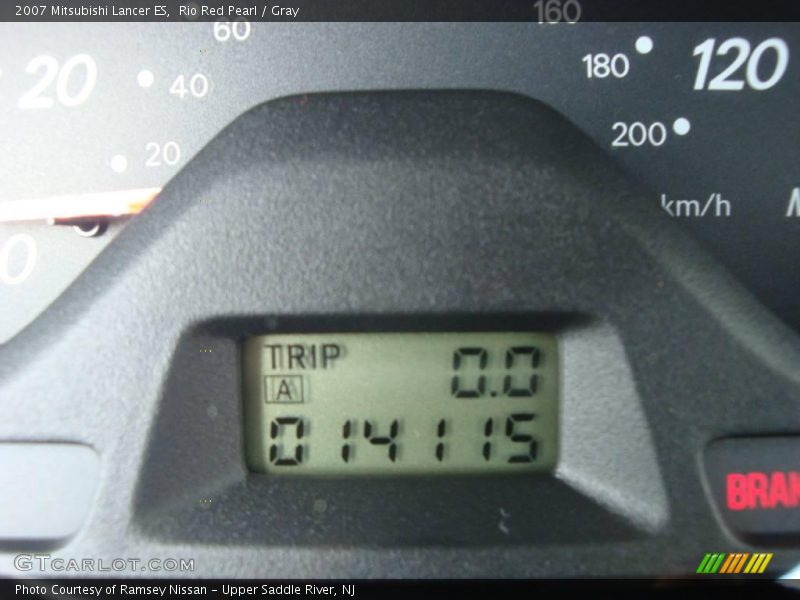 2007 Mitsubishi Lancer ES, Rio Red Pearl / Gray
60
160
20
40
180
120
20
200
km/h
0
TRIP
0.0
A
014115
GTCARLOT.COM
Photo Courtesy of Ramsey Nissan - Upper Saddle River, NJ